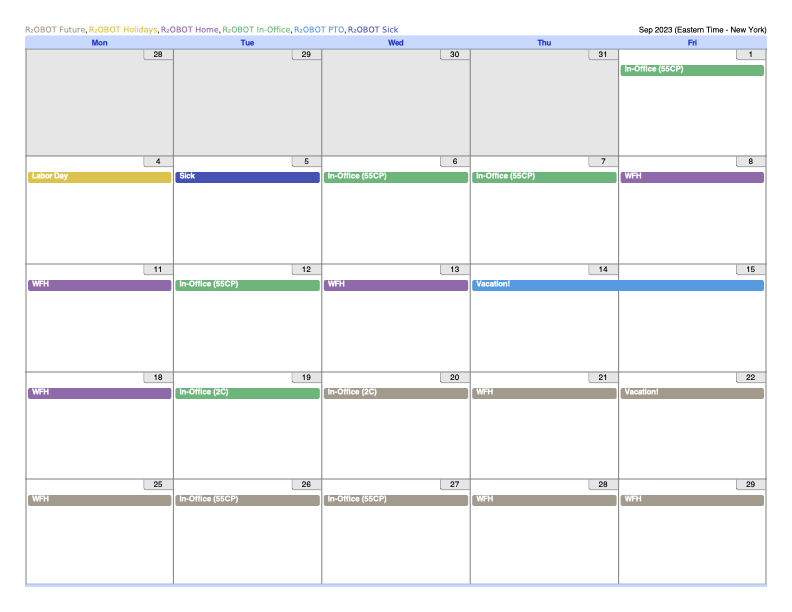 R₂OBOT Future, R₂OBOT Holidays, R₂OBOT Home, R₂OBOT In-Office, R₂OBOT PTO, R₂OBOT Sick Sep 2023 (Eastern Time - New York)
Mon Tue Wed Thu Fri
28 29 30 31 1
In-Office (55CP)
4 5 6 7 8
Labor Day Sick In-Office (55CP) In-Office (55CP) WFH
11 12 13 14 15
WFH In-Office (55CP) WFH Vacation!
18 19 20 21 22
WFH In-Office (2C) In-Office (2C) WFH Vacation!
25 26 27 28 29
WFH In-Office (55CP) In-Office (55CP) WFH WFH